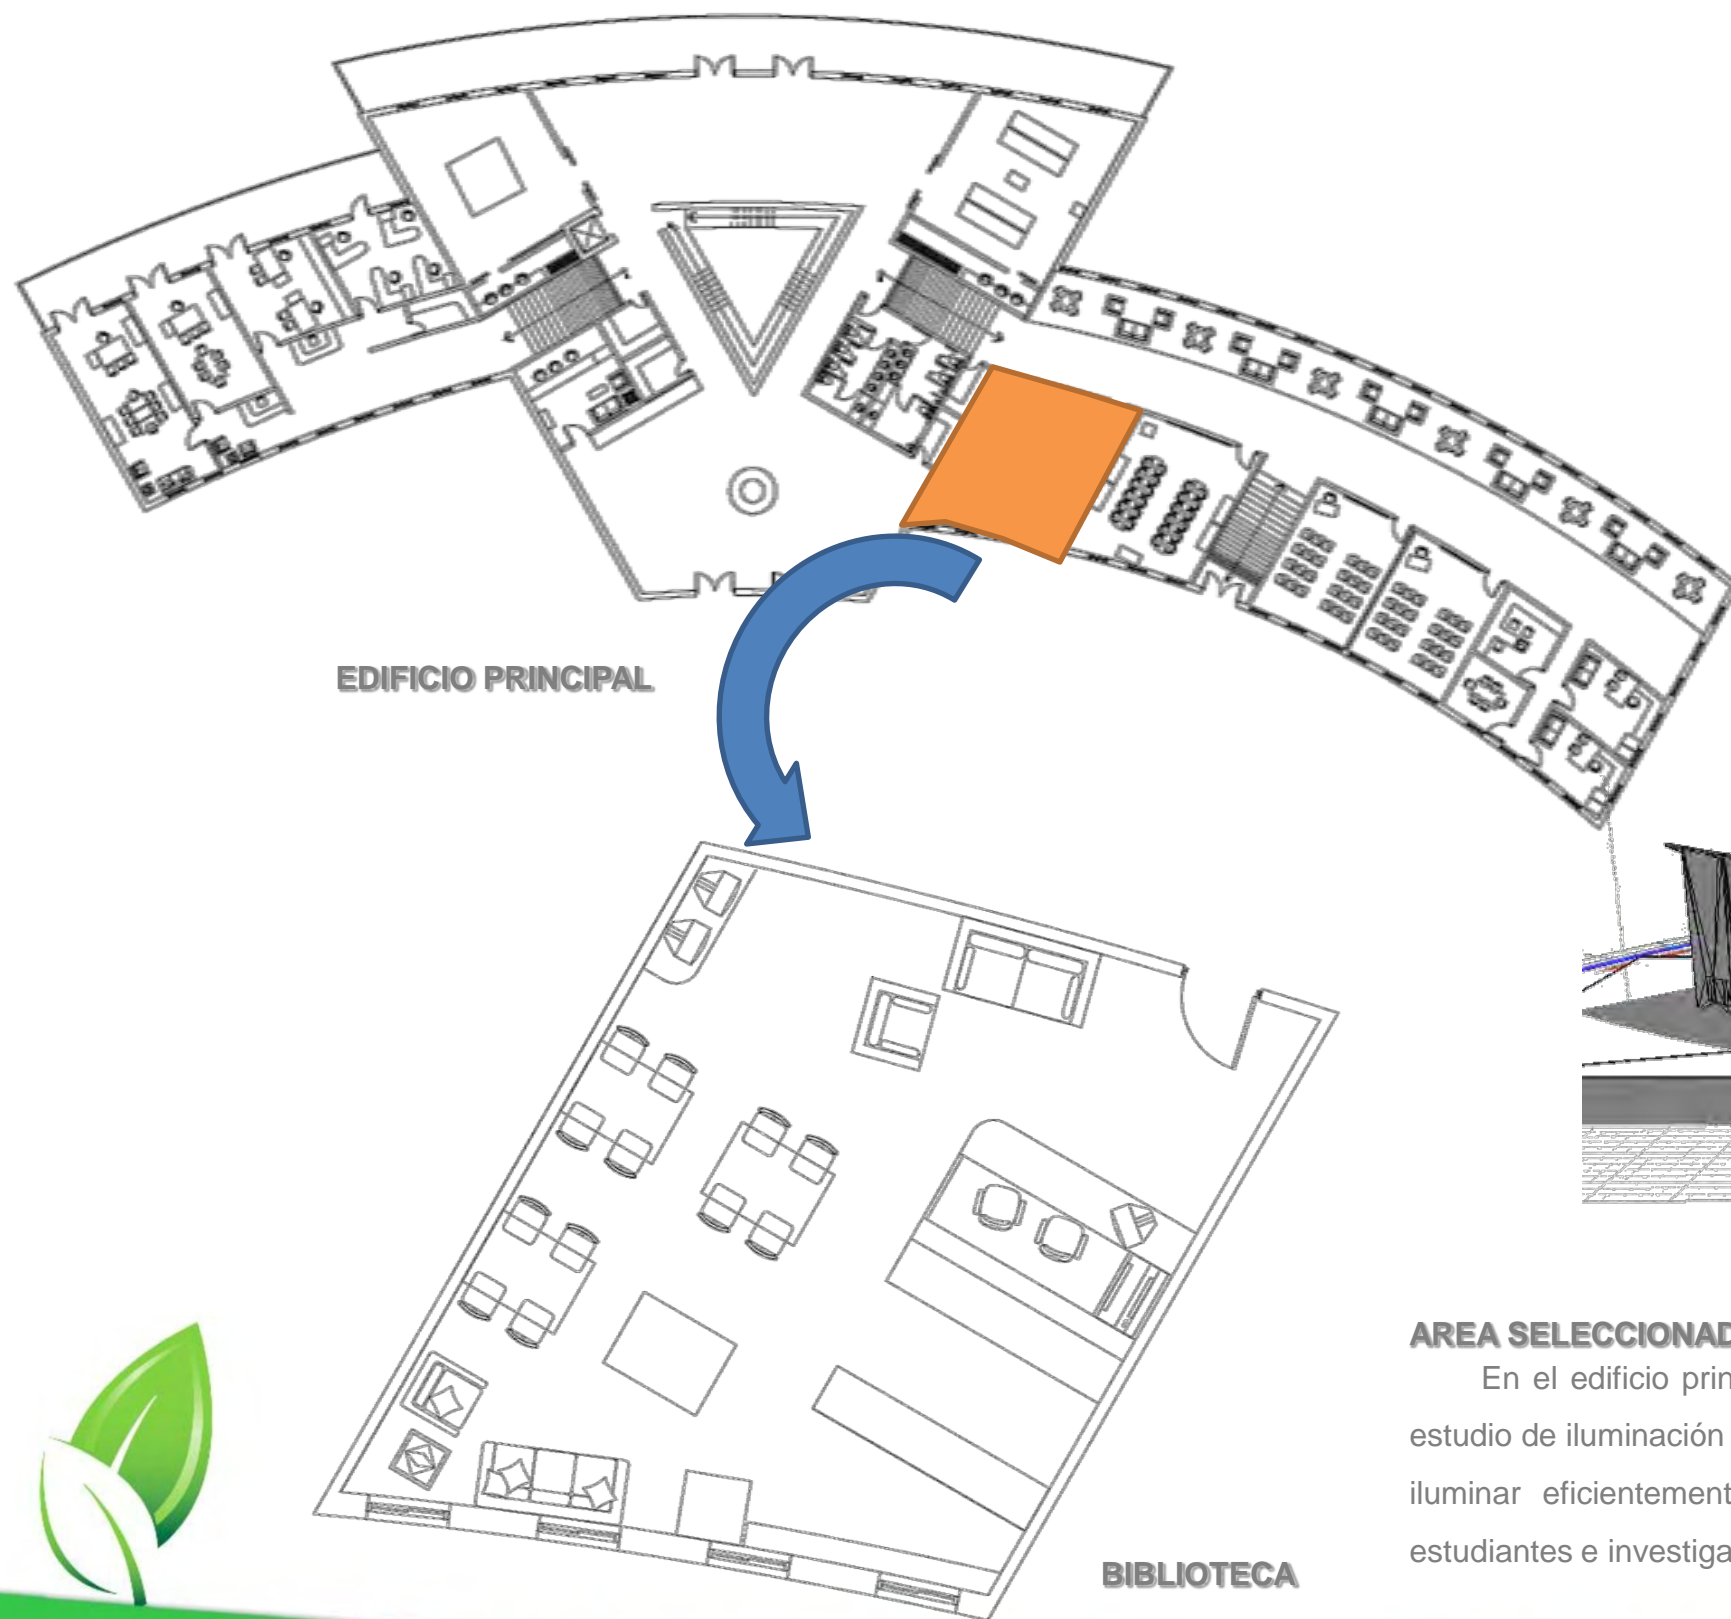 EDIFICIO PRINCIPAL
AREA SELECCIONAD
En el edificio prin
estudio de iluminación
iluminar eficientement
estudiantes e investiga
BIBLIOTECA